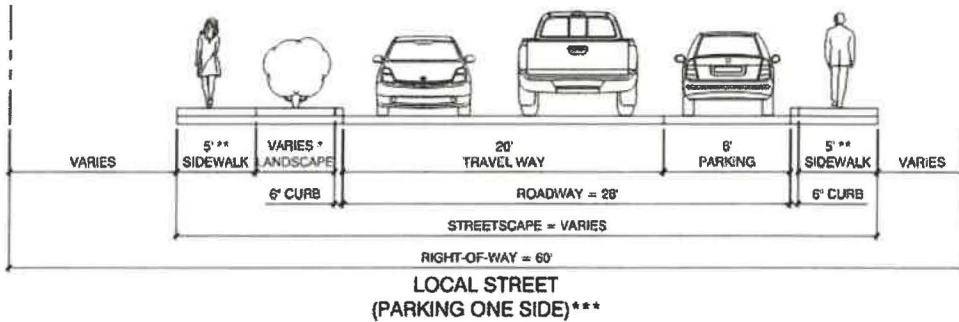 VARIES
5' **
SIDEWALK
VARIES *
LANDSCAPE
20'
TRAVEL WAY
8'
PARKING
5' **
SIDEWALK
VARIES
6" CURB
ROADWAY = 28'
6" CURB
STREETSCAPE = VARIES
RIGHT-OF-WAY = 60'
LOCAL STREET
(PARKING ONE SIDE)***